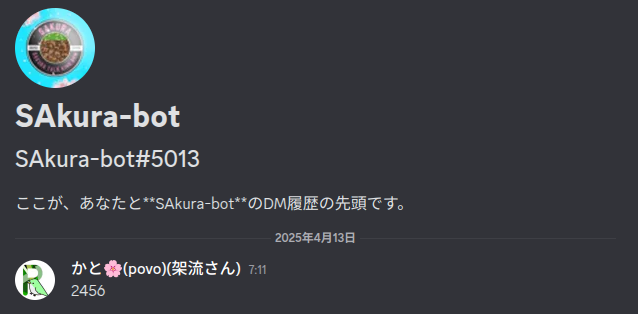 SAKURA
SAkura-bot
SAkura-bot#5013
ここが、あなたと**SAkura-bot**のDM履歴の先頭です。
2025年4月13日
かと🌸(povo)(架流さん) 7:11
2456